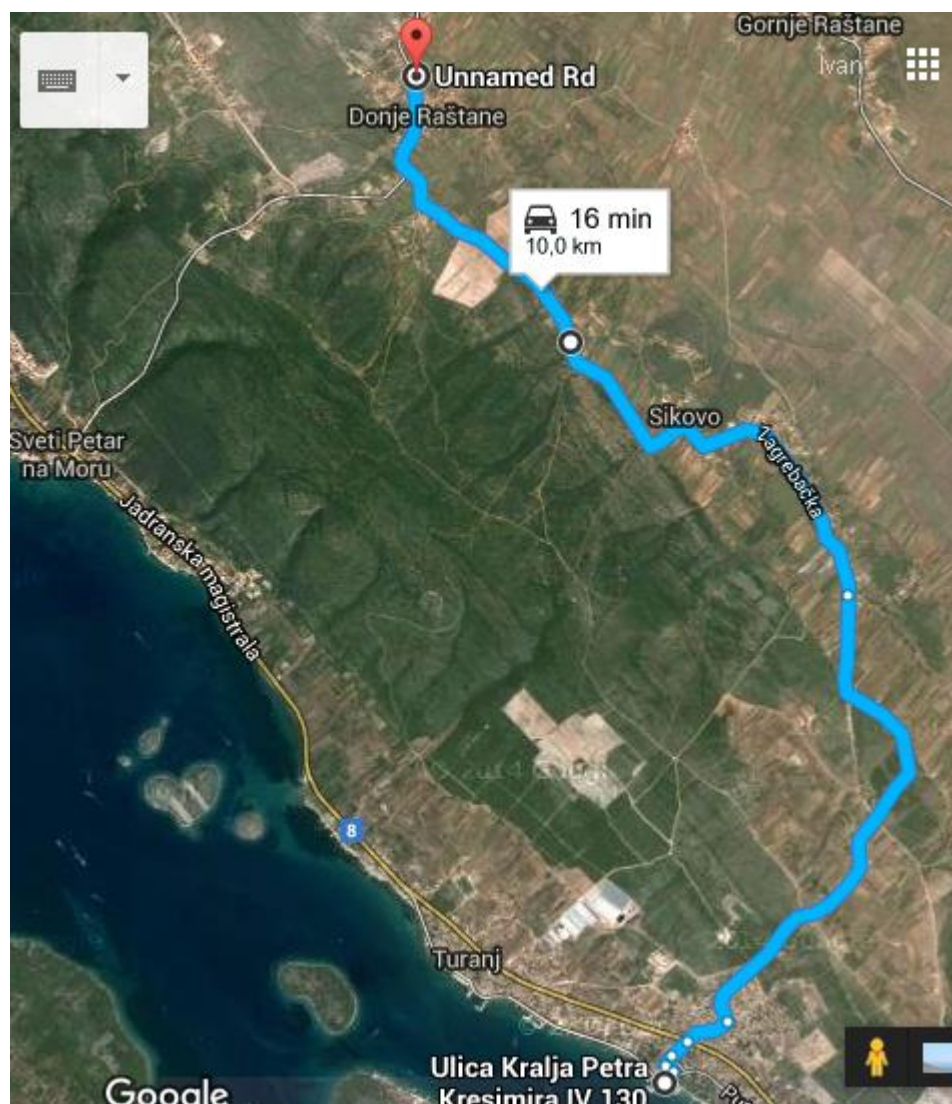 Gornje Raštane
Ivan
Unnamed Rd
Donje Raštane
16 min
10,0 km
Sikovo
Zagrebačka
Sveti Petar
na Moru
Jadranska magistrala
8
Turanj
Ulica Kralja Petra
Kresimira IV 130
Google